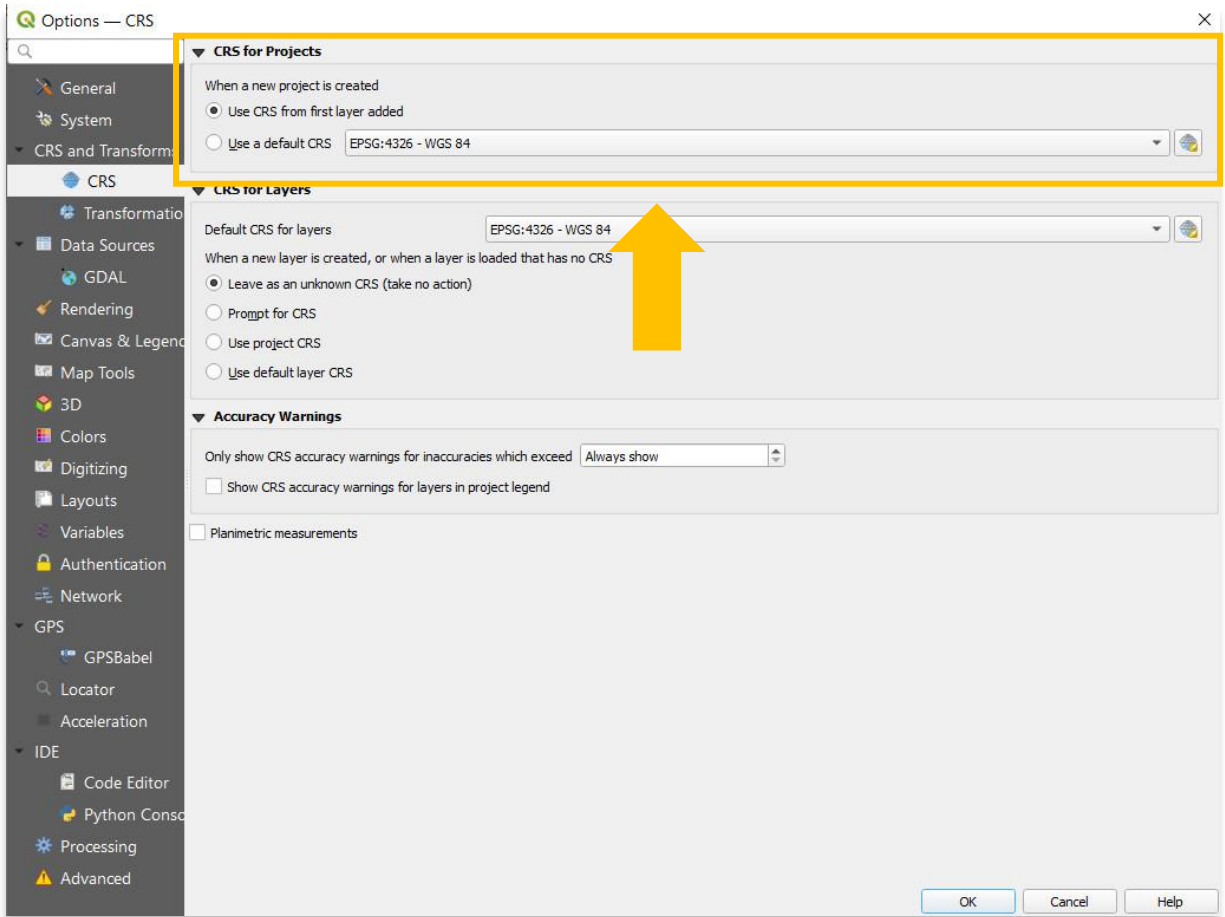 Options — CRS
General
System
CRS and Transform
CRS
Transformatio
Data Sources
GDAL
Rendering
Canvas & Legend
Map Tools
3D
Colors
Digitizing
Layouts
Variables
Authentication
Network
GPS
GPSBabel
Locator
Acceleration
IDE
Code Editor
Python Conso
Processing
Advanced
CRS for Projects
When a new project is created
Use CRS from first layer added
Use a default CRS EPSG:4326 - WGS 84
CRS for Layers
Default CRS for layers EPSG:4326 - WGS 84
When a new layer is created, or when a layer is loaded that has no CRS
Leave as an unknown CRS (take no action)
Prompt for CRS
Use project CRS
Use default layer CRS
Accuracy Warnings
Only show CRS accuracy warnings for inaccuracies which exceed Always show
Show CRS accuracy warnings for layers in project legend
Planimetric measurements
OK Cancel Help